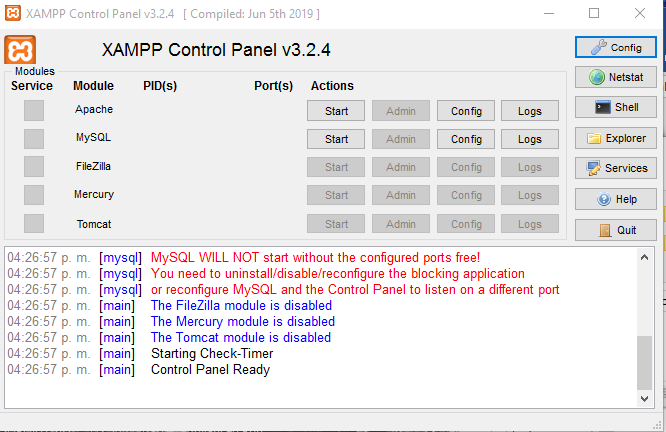 XAMPP Control Panel v3.2.4 [ Compiled: Jun 5th 2019 ]
XAMPP Control Panel v3.2.4
Config
Modules
Service Module PID(s) Port(s) Actions
Netstat
Apache Start Admin Config Logs
Shell
MySQL Start Admin Config Logs
Explorer
FileZilla Start Admin Config Logs
Services
Mercury Start Admin Config Logs
Help
Tomcat Start Admin Config Logs
Quit
04:26:57 p. m. [mysql] MySQL WILL NOT start without the configured ports free!
04:26:57 p. m. [mysql] You need to uninstall/disable/reconfigure the blocking application
04:26:57 p. m. [mysql] or reconfigure MySQL and the Control Panel to listen on a different port
04:26:57 p. m. [main] The FileZilla module is disabled
04:26:57 p. m. [main] The Mercury module is disabled
04:26:57 p. m. [main] The Tomcat module is disabled
04:26:57 p. m. [main] Starting Check-Timer
04:26:57 p. m. [main] Control Panel Ready